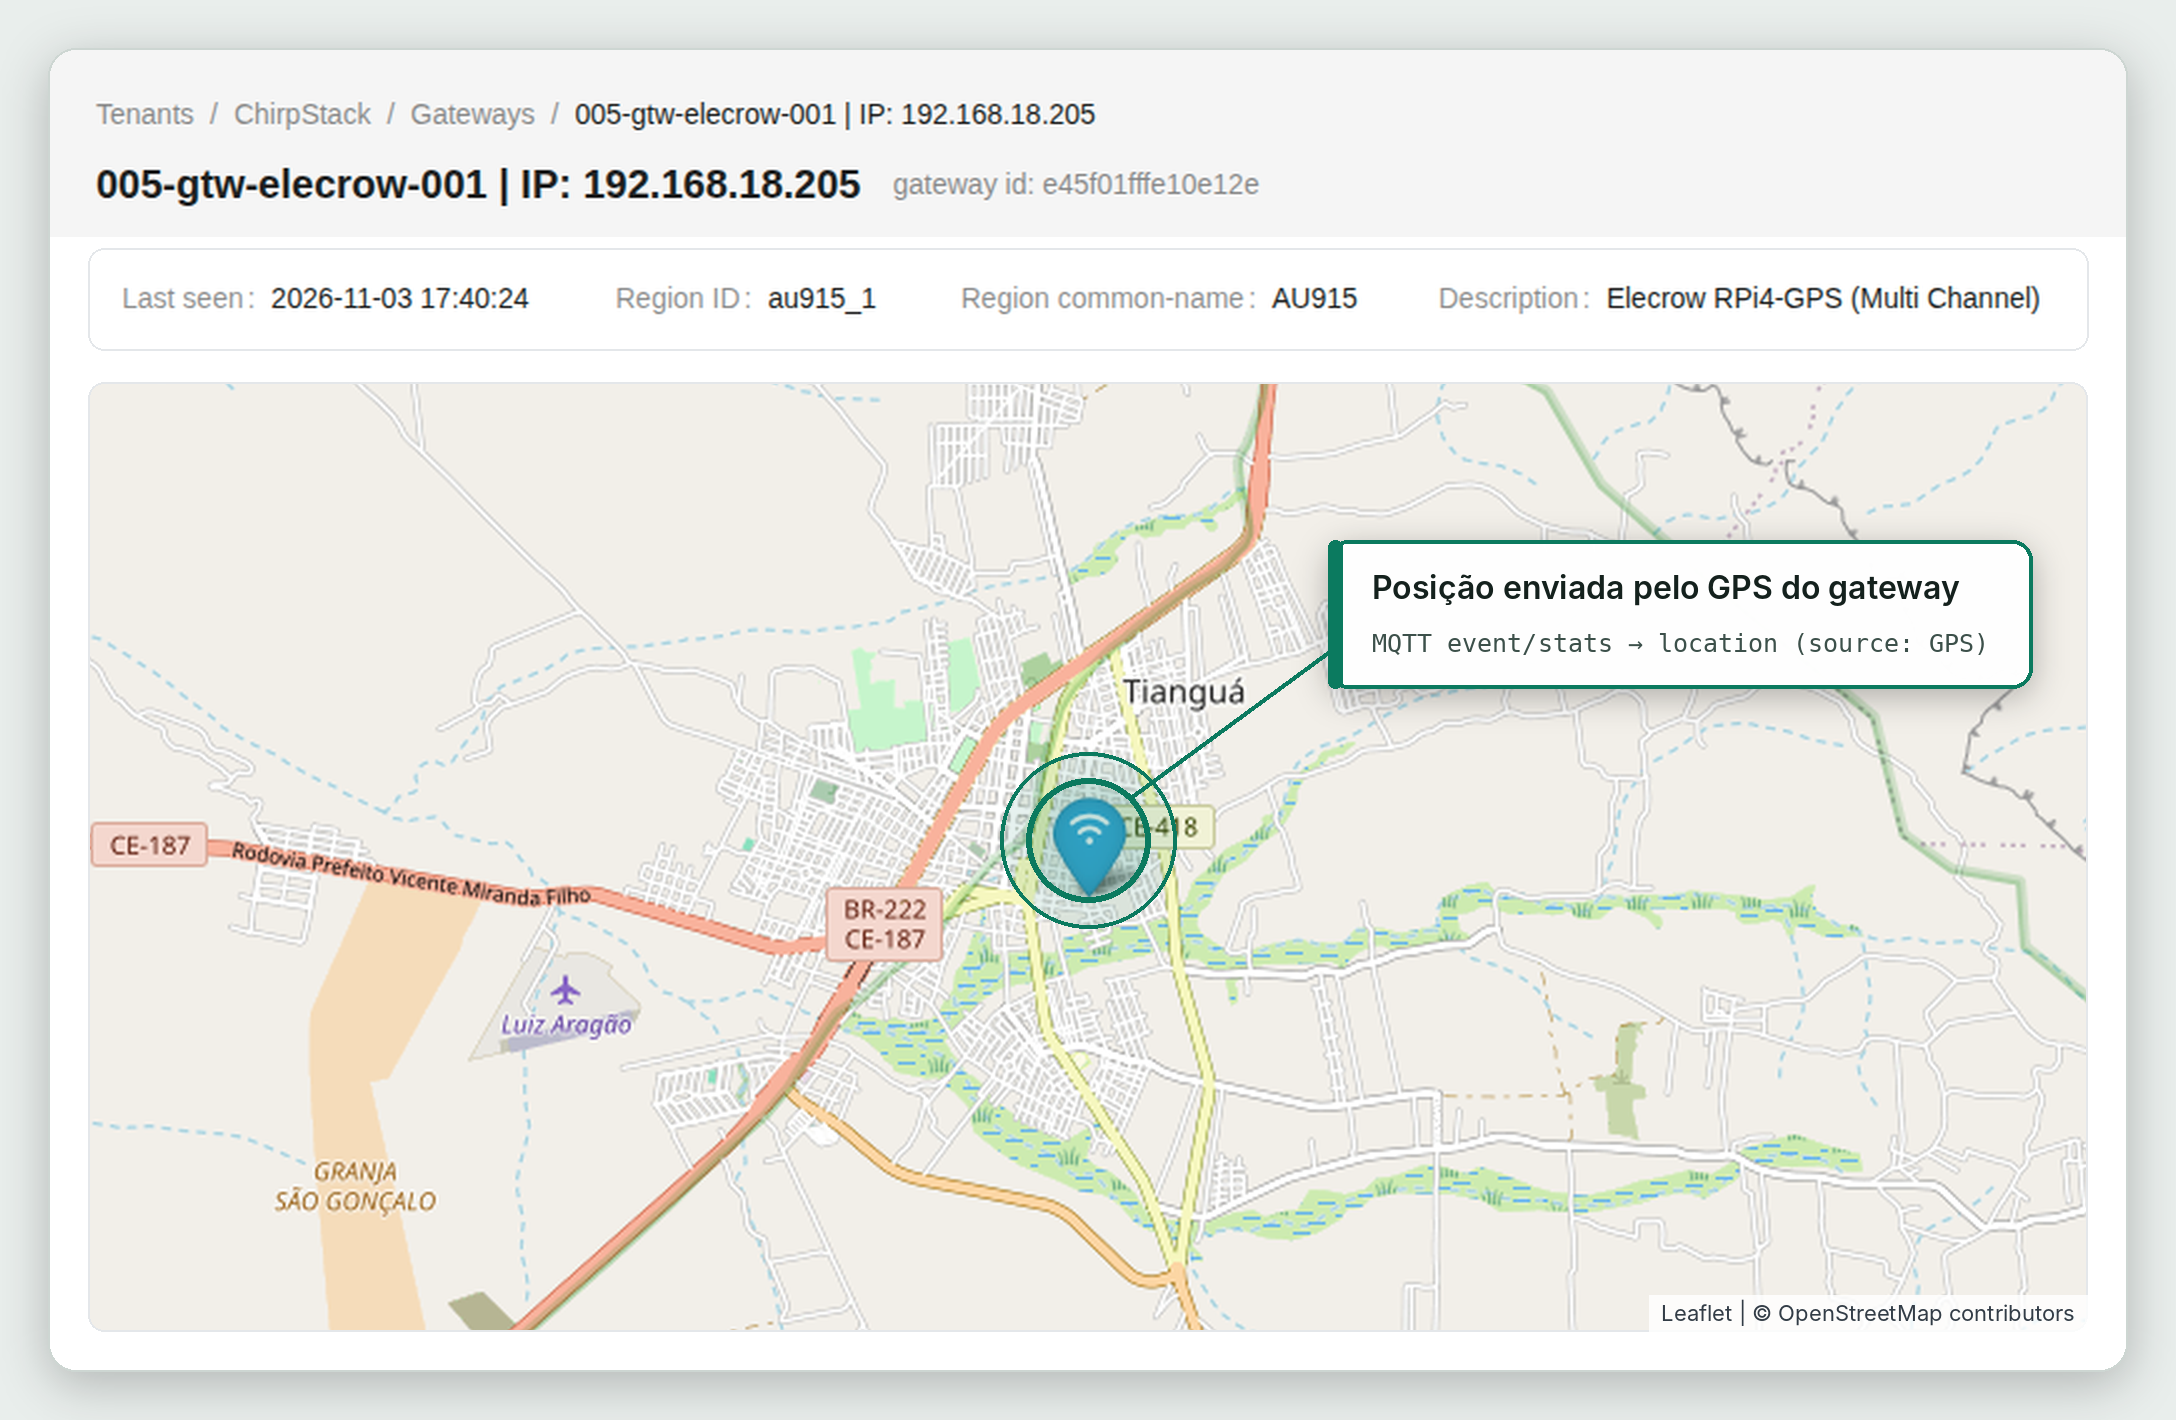 Tenants / ChirpStack / Gateways / 005-gtw-elecrow-001 | IP: 192.168.18.205
005-gtw-elecrow-001 | IP: 192.168.18.205 gateway id: e45f01fffe10e12e
Last seen: 2026-11-03 17:40:24 Region ID: au915_1 Region common-name: AU915 Description: Elecrow RPi4-GPS (Multi Channel)
Posição enviada pelo GPS do gateway
MQTT event/stats → location (source: GPS)
Tianguá
CE-418
CE-187
Rodovia Prefeito Vicente Miranda Filho
BR-222
CE-187
Luiz Aragão
GRANJA
SÃO GONÇALO
Leaflet | © OpenStreetMap contributors